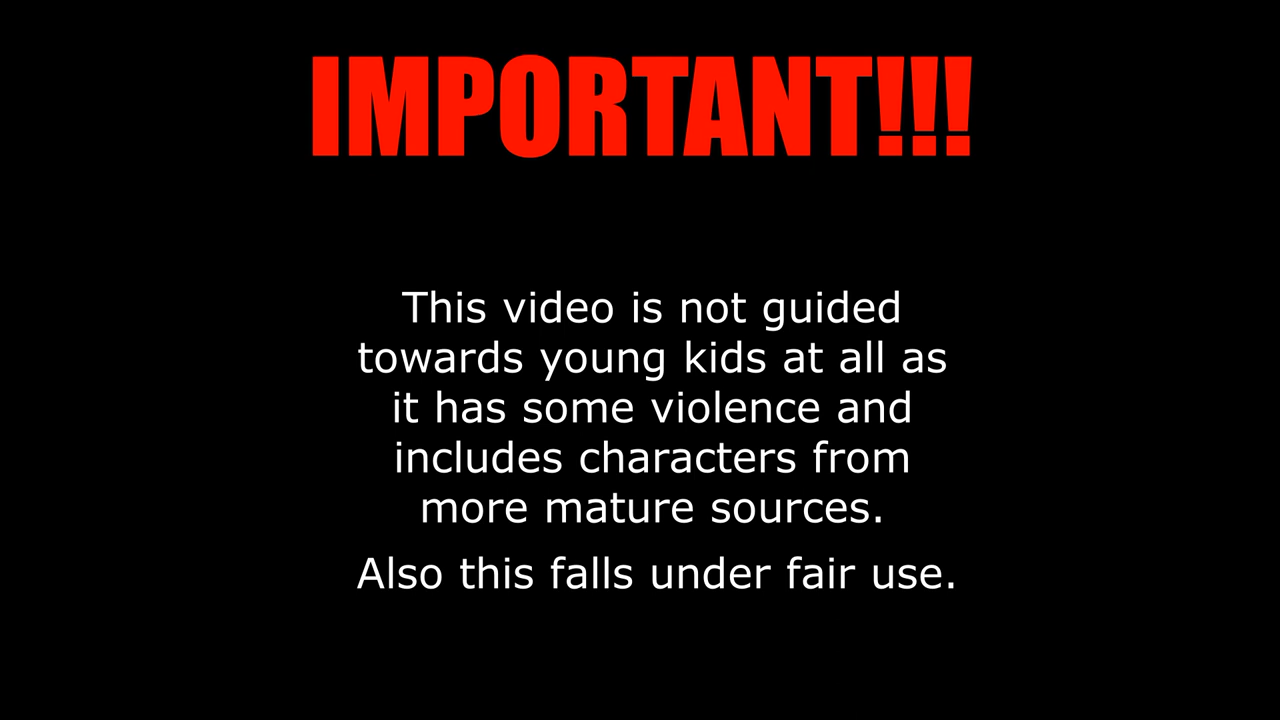 IMPORTANT!!!
This video is not guided
towards young kids at all as
it has some violence and
includes characters from
more mature sources.
Also this falls under fair use.